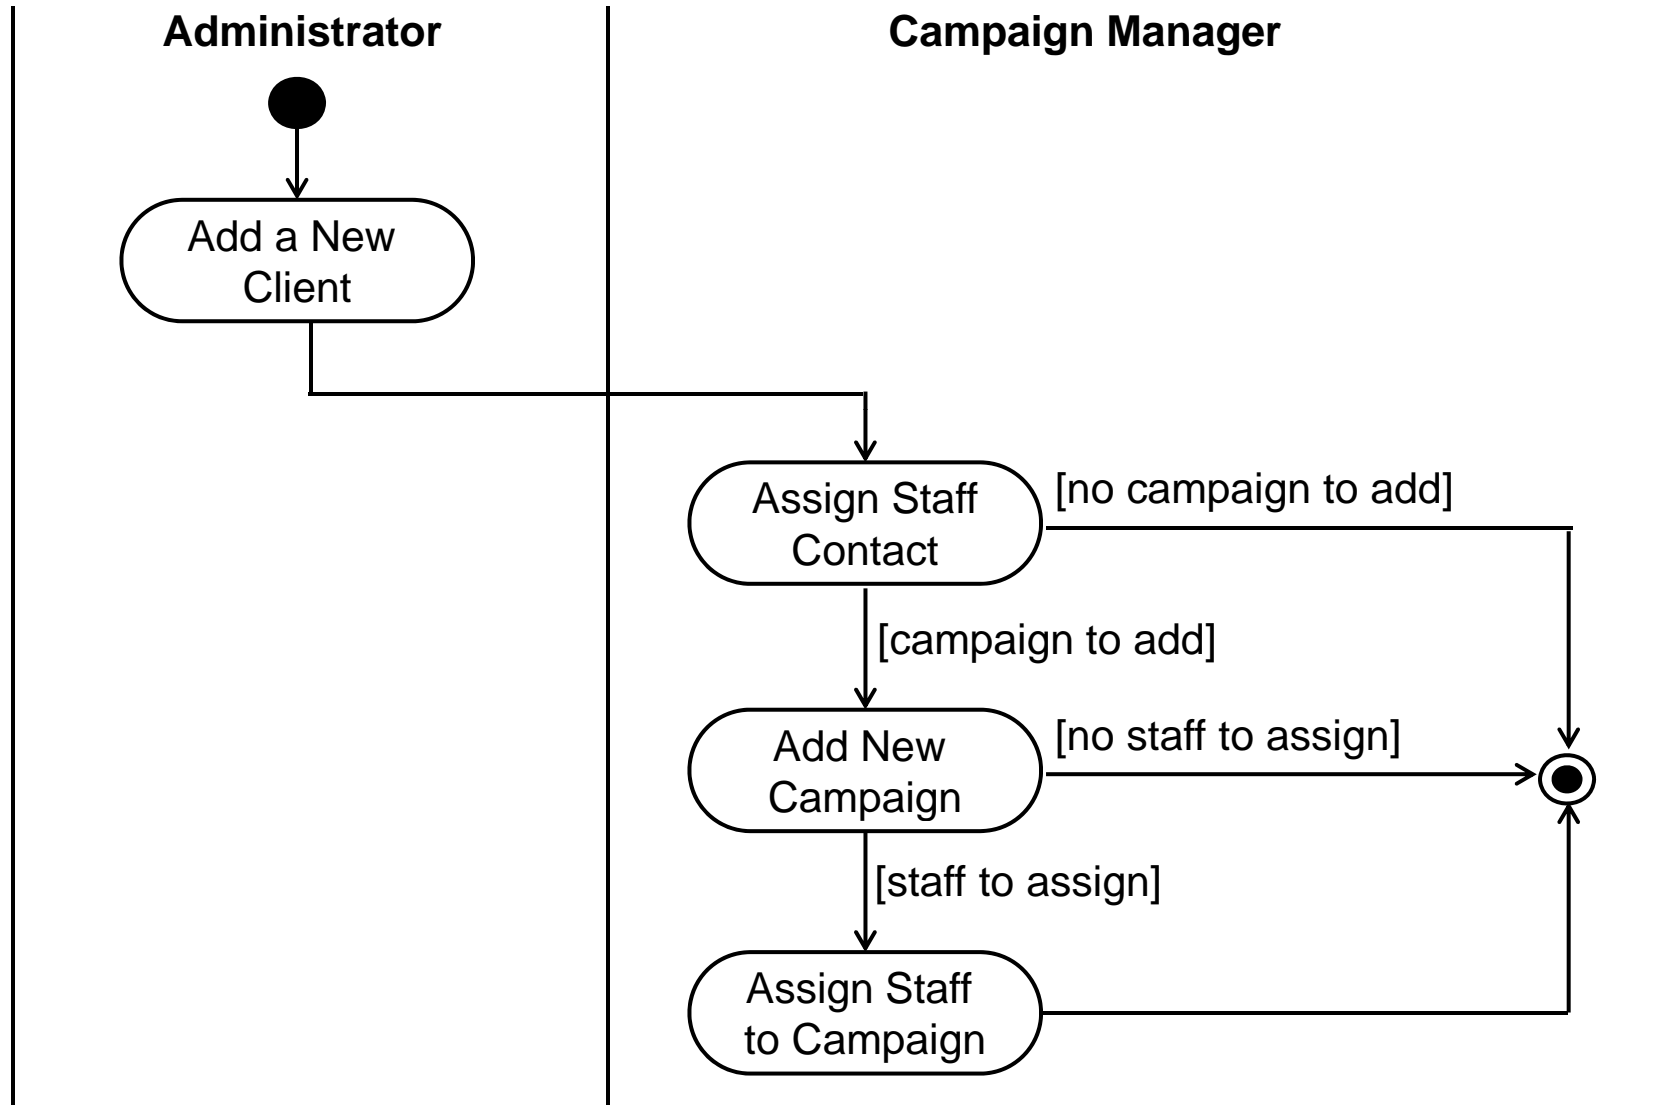 Administrator
Campaign Manager
Add a New
Client
Assign Staff
Contact
[no campaign to add]
[campaign to add]
Add New
Campaign
[no staff to assign]
[staff to assign]
Assign Staff
to Campaign